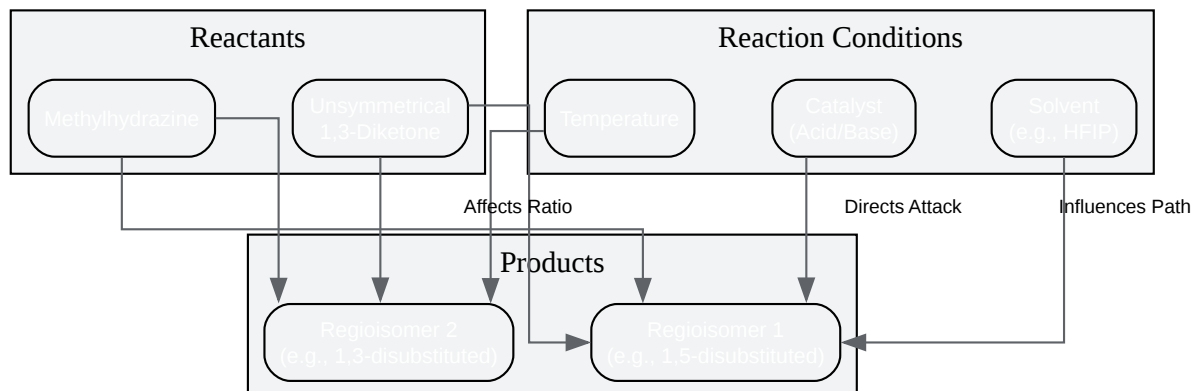 Reactants
Reaction Conditions
Methylhydrazine
Unsymmetrical
1,3-Diketone
Temperature
Catalyst
(Acid/Base)
Solvent
(e.g., HFIP)
Affects Ratio
Directs Attack
Influences Path
Products
Regioisomer 2
(e.g., 1,3-disubstituted)
Regioisomer 1
(e.g., 1,5-disubstituted)